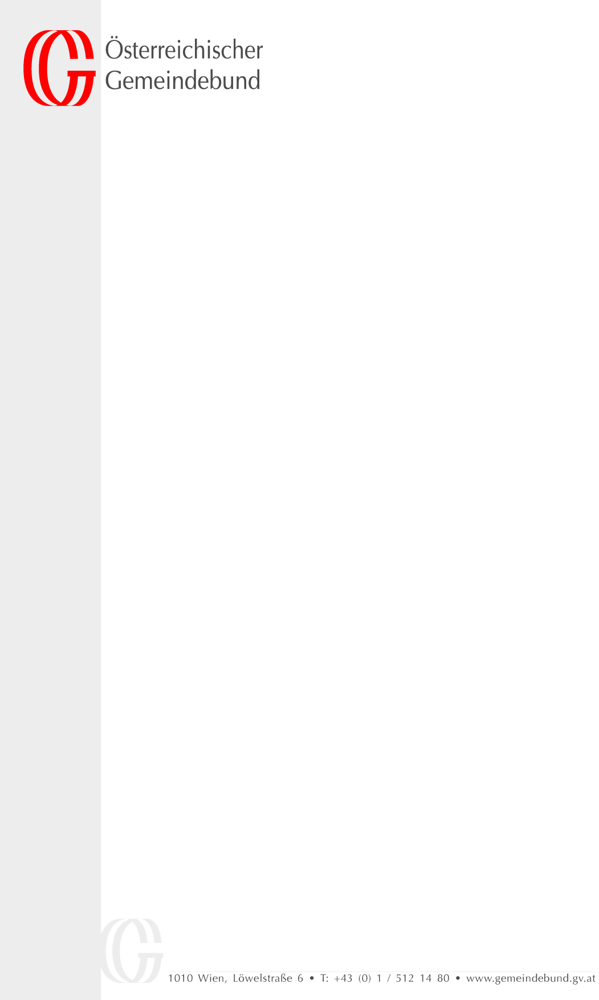 Österreichischer
Gemeindebund
1010 Wien, Löwelstraße 6 • T: +43 (0) 1 / 512 14 80 • www.gemeindebund.gv.at